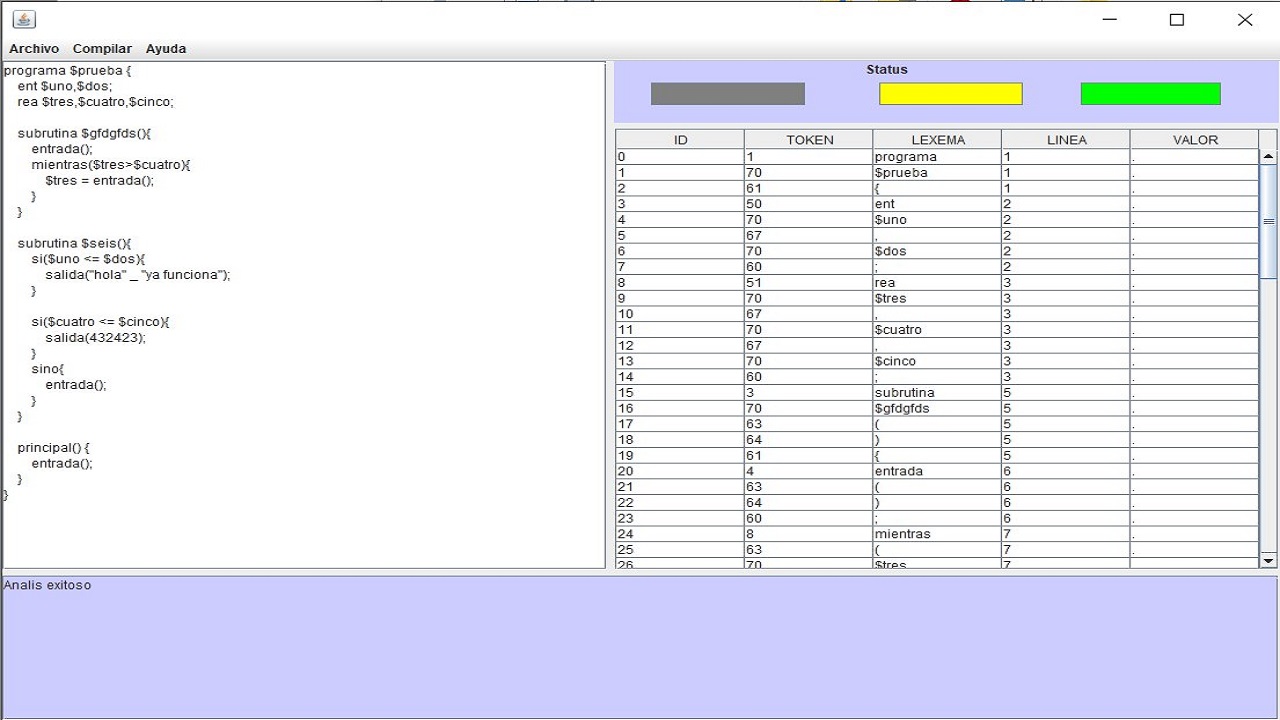 Archivo Compilar Ayuda
programa $prueba {
ent $uno,$dos;
rea $tres,$cuatro,$cinco;
subrutina $gfdgfds(){
entrada();
mientras($tres>$cuatro){
$tres = entrada();
}
}
subrutina $seis(){
si($uno <= $dos){
salida("hola" _ "ya funciona");
}
si($cuatro <= $cinco){
salida(432423);
}
sino{
entrada();
}
}
principal() {
entrada();
}
}
Status
ID TOKEN LEXEMA LINEA VALOR
0 1 programa 1 .
1 70 $prueba 1 .
2 61 { 1 .
3 50 ent 2 .
4 70 $uno 2 .
5 67 , 2 .
6 70 $dos 2 .
7 60 ; 2 .
8 51 rea 3 .
9 70 $tres 3 .
10 67 , 3 .
11 70 $cuatro 3 .
12 67 , 3 .
13 70 $cinco 3 .
14 60 ; 3 .
15 3 subrutina 5 .
16 70 $gfdgfds 5 .
17 63 ( 5 .
18 64 ) 5 .
19 61 { 5 .
20 4 entrada 6 .
21 63 ( 6 .
22 64 ) 6 .
23 60 ; 6 .
24 8 mientras 7 .
25 63 ( 7 .
26 70 $tres 7
Analis exitoso